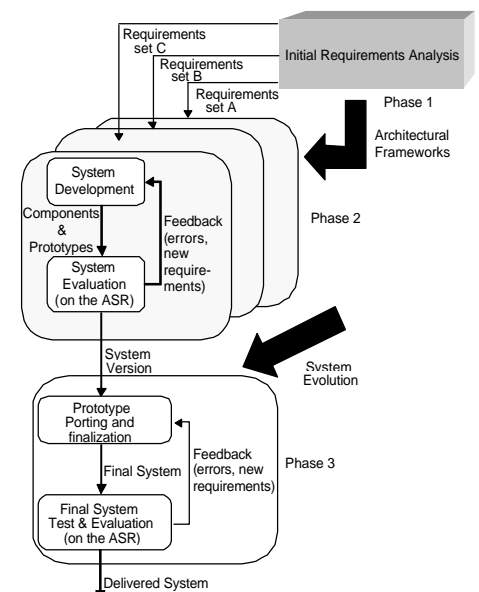 Initial Requirements Analysis
Requirements
set C
Requirements
set B
Requirements
set A
Phase 1
Architectural
Frameworks
System
Development
Components
&
Prototypes
Feedback
(errors,
new
require-
ments)
System
Evaluation
(on the ASR)
Phase 2
System
Version
System
Evolution
Prototype
Porting and
finalization
Final System
Feedback
(errors, new
requirements)
Phase 3
Final System
Test & Evaluation
(on the ASR)
Delivered System